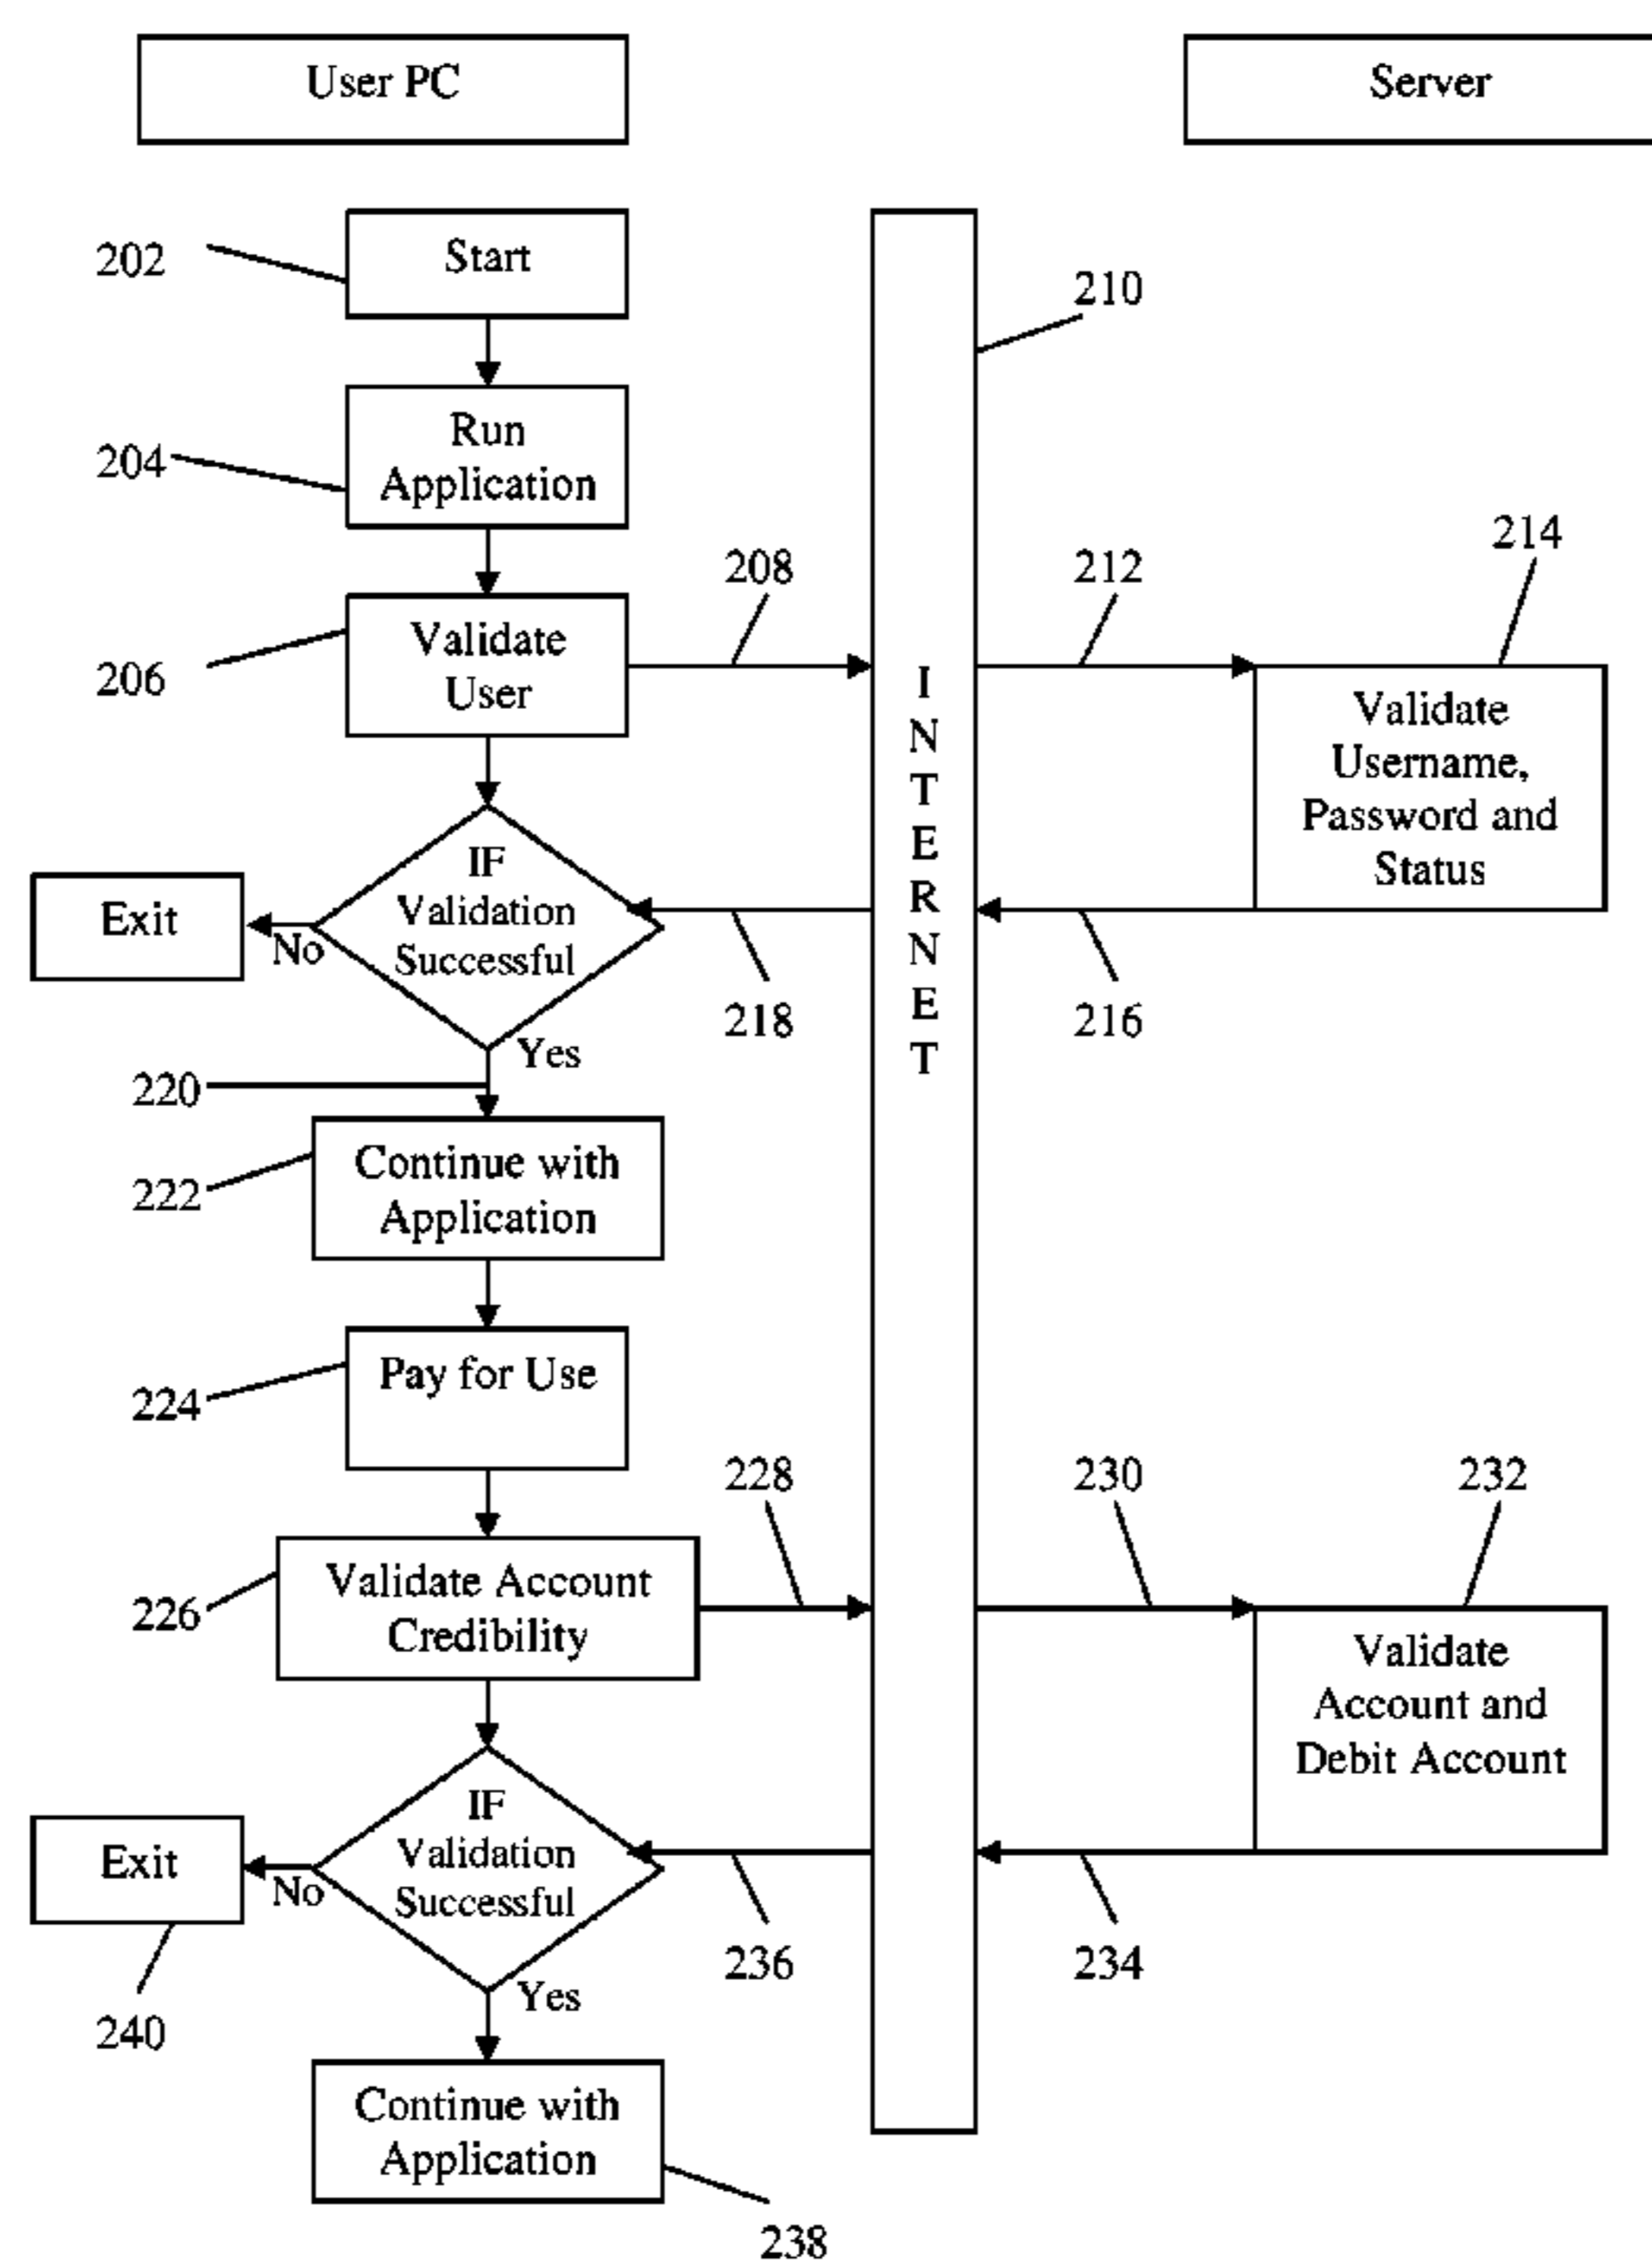 User PC
Server
202
Start
210
204
Run
Application
208
212
214
206
Validate
User
I
N
T
E
R
N
E
T
Validate
Username,
Password and
Status
Exit
No
IF
Validation
Successful
218
216
Yes
220
222
Continue with
Application
224
Pay for Use
228
230
232
226
Validate Account
Credibility
Validate
Account and
Debit Account
Exit
No
IF
Validation
Successful
236
234
240
Yes
Continue with
Application
238